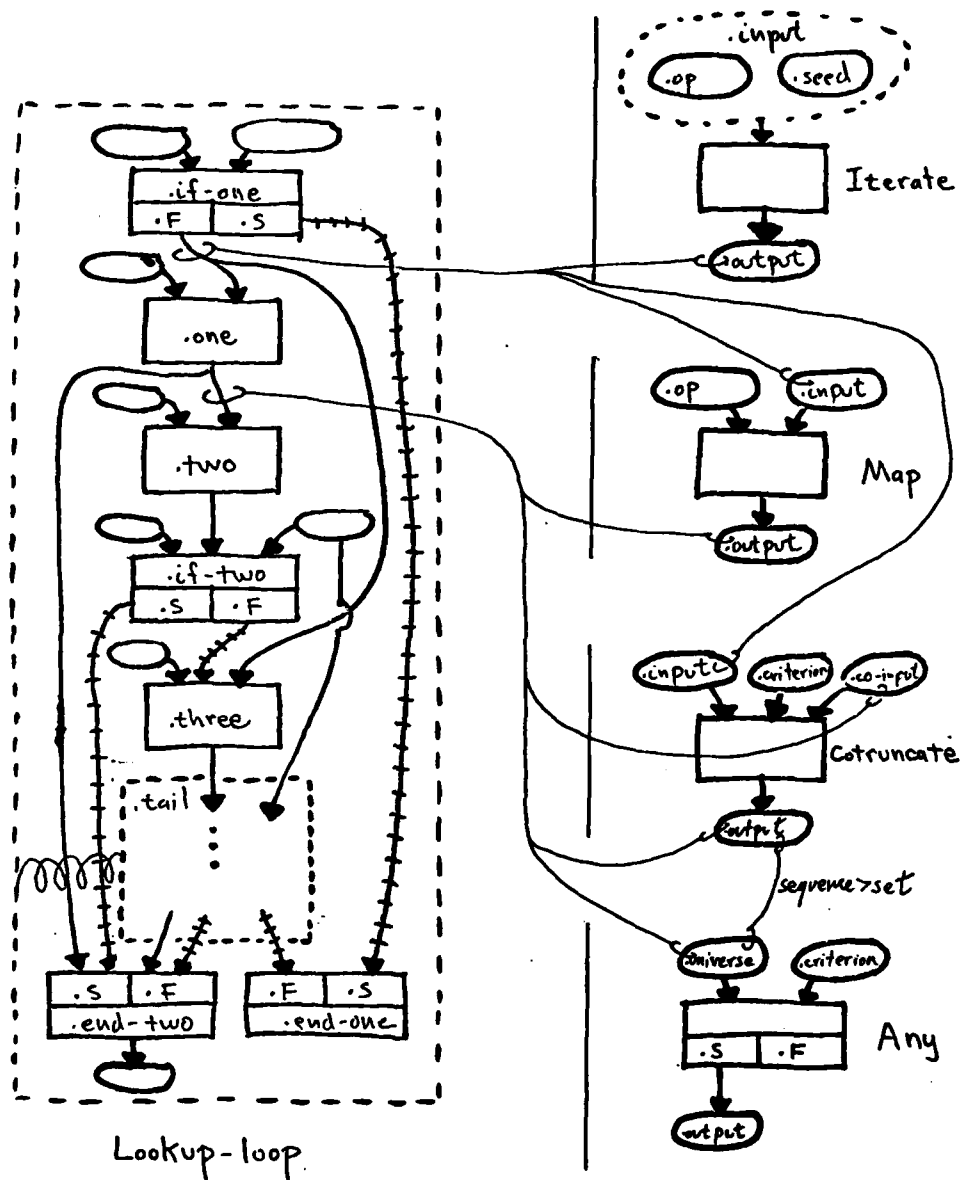 .if-one
.F .S
.one
.two
.if-two
.S .F
.three
.tail
.S .F
.end-two
.F .S
.end-one
Lookup-loop
.input
.op .seed
Iterate
.output
.op .input
Map
.output
.input .criterion .co-input
Cotruncate
.output
sequence>set
.universe .criterion
Any
.S .F
output